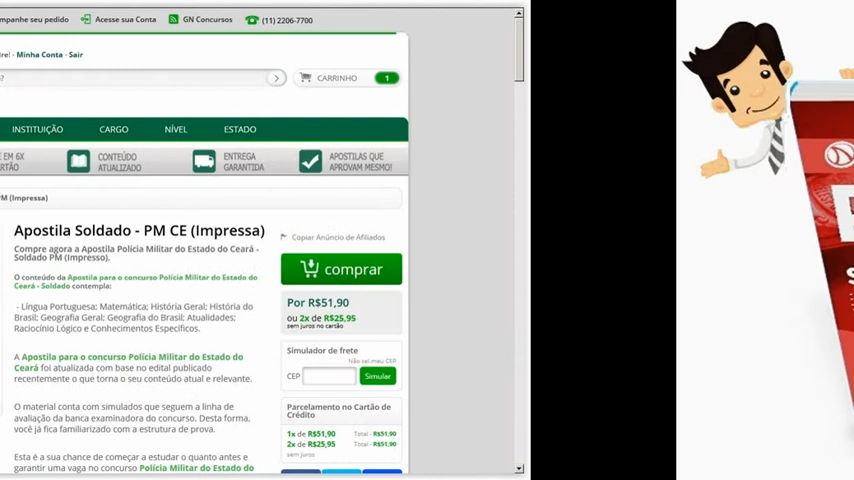 mpanhe seu pedido Acesse sua Conta GN Concursos (11) 2206-7700
re! - Minha Conta - Sair
CARRINHO 1
INSTITUIÇÃO CARGO NÍVEL ESTADO
E EM 6X CONTEÚDO ENTREGA APOSTILAS QUE
RTÃO ATUALIZADO GARANTIDA APROVAM MESMO!
PM (Impressa)
Apostila Soldado - PM CE (Impressa)
Compre agora a Apostila Polícia Militar do Estado do Ceará -
Soldado PM (Impresso).
O conteúdo da Apostila para o concurso Polícia Militar do Estado do
Ceará - Soldado contempla:
- Língua Portuguesa; Matemática; História Geral; História do
Brasil; Geografia Geral; Geografia do Brasil; Atualidades;
Raciocínio Lógico e Conhecimentos Específicos.
A Apostila para o concurso Polícia Militar do Estado do
Ceará foi atualizada com base no edital publicado
recentemente o que torna o seu conteúdo atual e relevante.
O material conta com simulados que seguem a linha de
avaliação da banca examinadora do concurso. Desta forma,
você já fica familiarizado com a estrutura de prova.
Esta é a sua chance de começar a estudar o quanto antes e
garantir uma vaga no concurso Polícia Militar do Estado do
Copiar Anúncio de Afiliados
comprar
Por R$51,90
ou 2x de R$25,95
sem juros no cartão
Simulador de frete
Não sei meu CEP
CEP Simular
Parcelamento no Cartão de
Crédito
1x de R$51,90 Total - R$51,90
2x de R$25,95 Total - R$51,90
sem juros